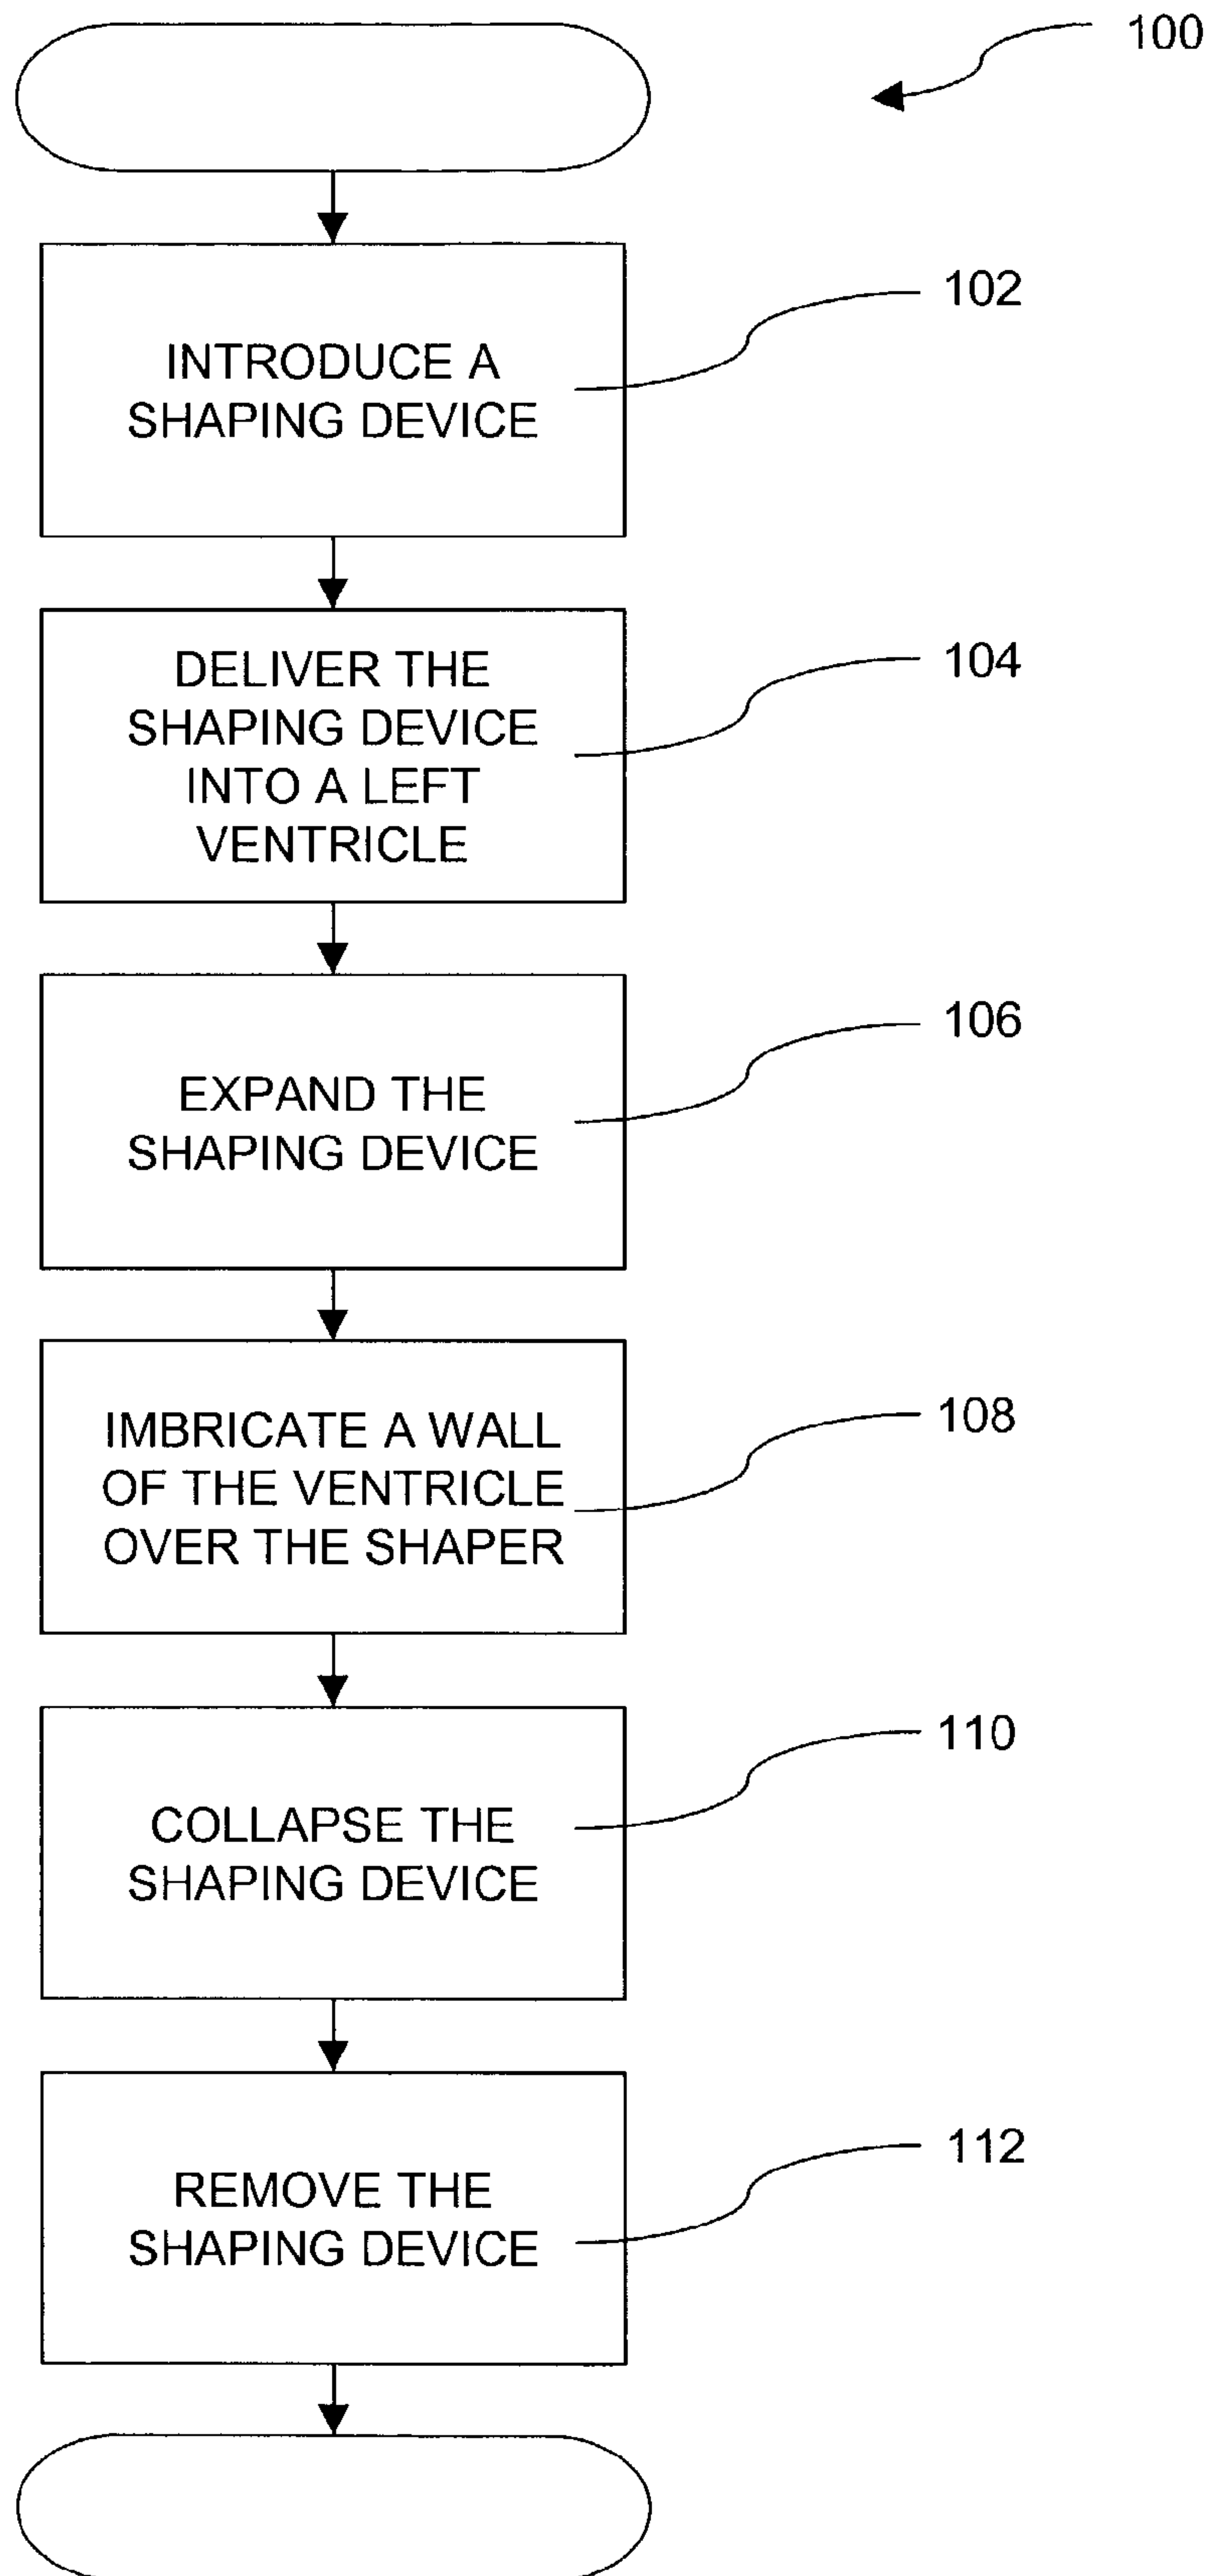 100
INTRODUCE A
SHAPING DEVICE
102
DELIVER THE
SHAPING DEVICE
INTO A LEFT
VENTRICLE
104
EXPAND THE
SHAPING DEVICE
106
IMBRICATE A WALL
OF THE VENTRICLE
OVER THE SHAPER
108
COLLAPSE THE
SHAPING DEVICE
110
REMOVE THE
SHAPING DEVICE
112